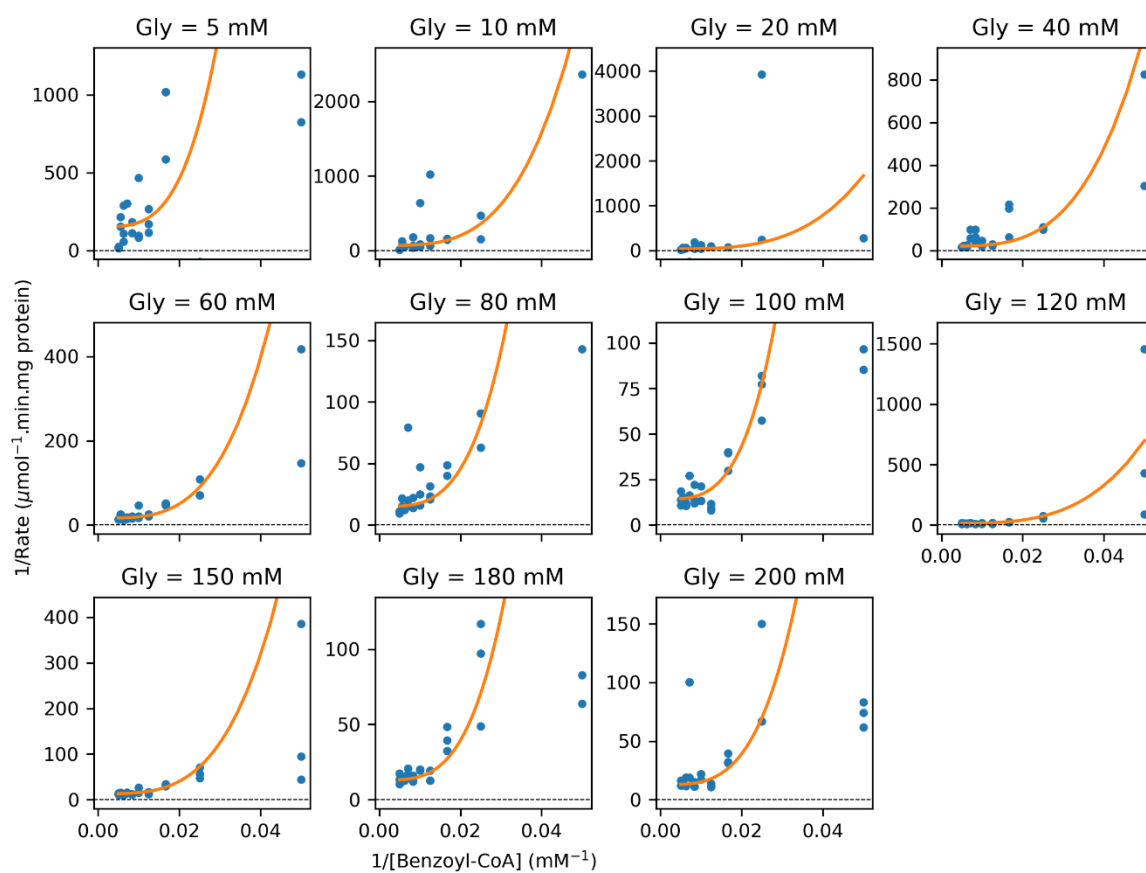 Gly = 5 mM
Gly = 10 mM
Gly = 20 mM
Gly = 40 mM
1000
500
0
2000
1000
0
4000
3000
2000
1000
0
800
600
400
200
0
Gly = 60 mM
Gly = 80 mM
Gly = 100 mM
Gly = 120 mM
1/Rate (μmol⁻¹.min.mg protein)
400
200
0
150
100
50
0
100
75
50
25
0
1500
1000
500
0
0.00 0.02 0.04
Gly = 150 mM
Gly = 180 mM
Gly = 200 mM
400
300
200
100
0
100
50
0
150
100
50
0
0.00 0.02 0.04
0.00 0.02 0.04
0.00 0.02 0.04
1/[Benzoyl-CoA] (mM⁻¹)